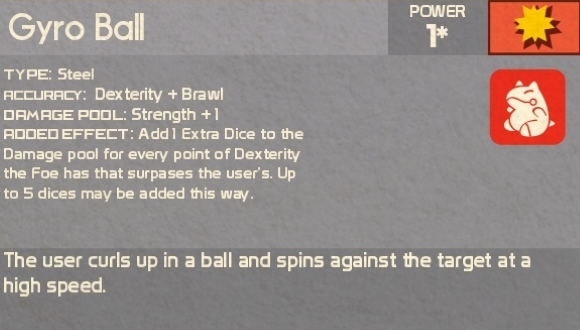 Gyro Ball
POWER
1*
TYPE: Steel
ACCURACY: Dexterity + Brawl
DAMAGE POOL: Strength +1
ADDED EFFECT: Add 1 Extra Dice to the
Damage pool for every point of Dexterity
the Foe has that surpases the user's. Up
to 5 dices may be added this way.
The user curls up in a ball and spins against the target at a
high speed.